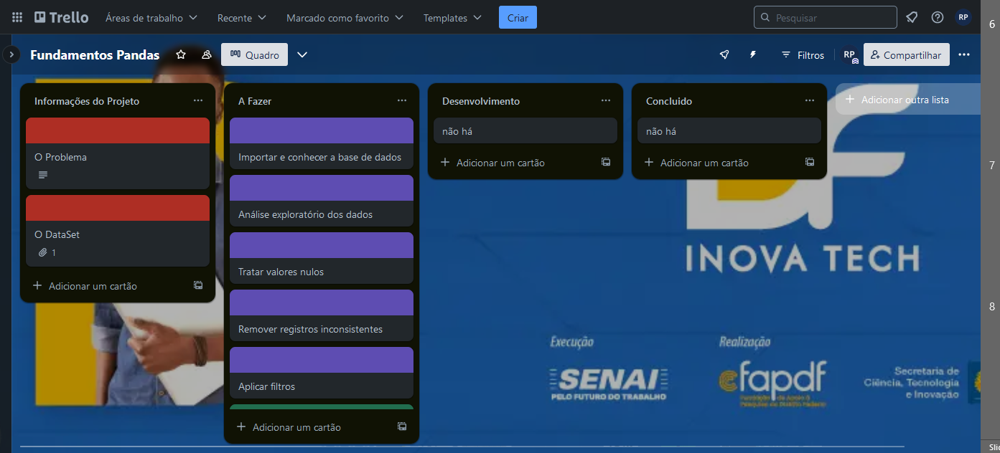 Trello
Áreas de trabalho
Recente
Marcado como favorito
Templates
Criar
Pesquisar
RP
Fundamentos Pandas
Quadro
Filtros
RP
Compartilhar
Informações do Projeto
O Problema
O DataSet
1
Adicionar um cartão
A Fazer
Importar e conhecer a base de dados
Análise exploratório dos dados
Tratar valores nulos
Remover registros inconsistentes
Aplicar filtros
Adicionar um cartão
Desenvolvimento
não há
Adicionar um cartão
Concluido
não há
Adicionar um cartão
Adicionar outra lista
DF
INOVA TECH
Execução
SENAI
PELO FUTURO DO TRABALHO
Realização
fapdf
Fundação de Apoio à
Pesquisa do Distrito Federal
Secretaria de
Ciência, Tecnologia
e Inovação
6
7
8
Slic